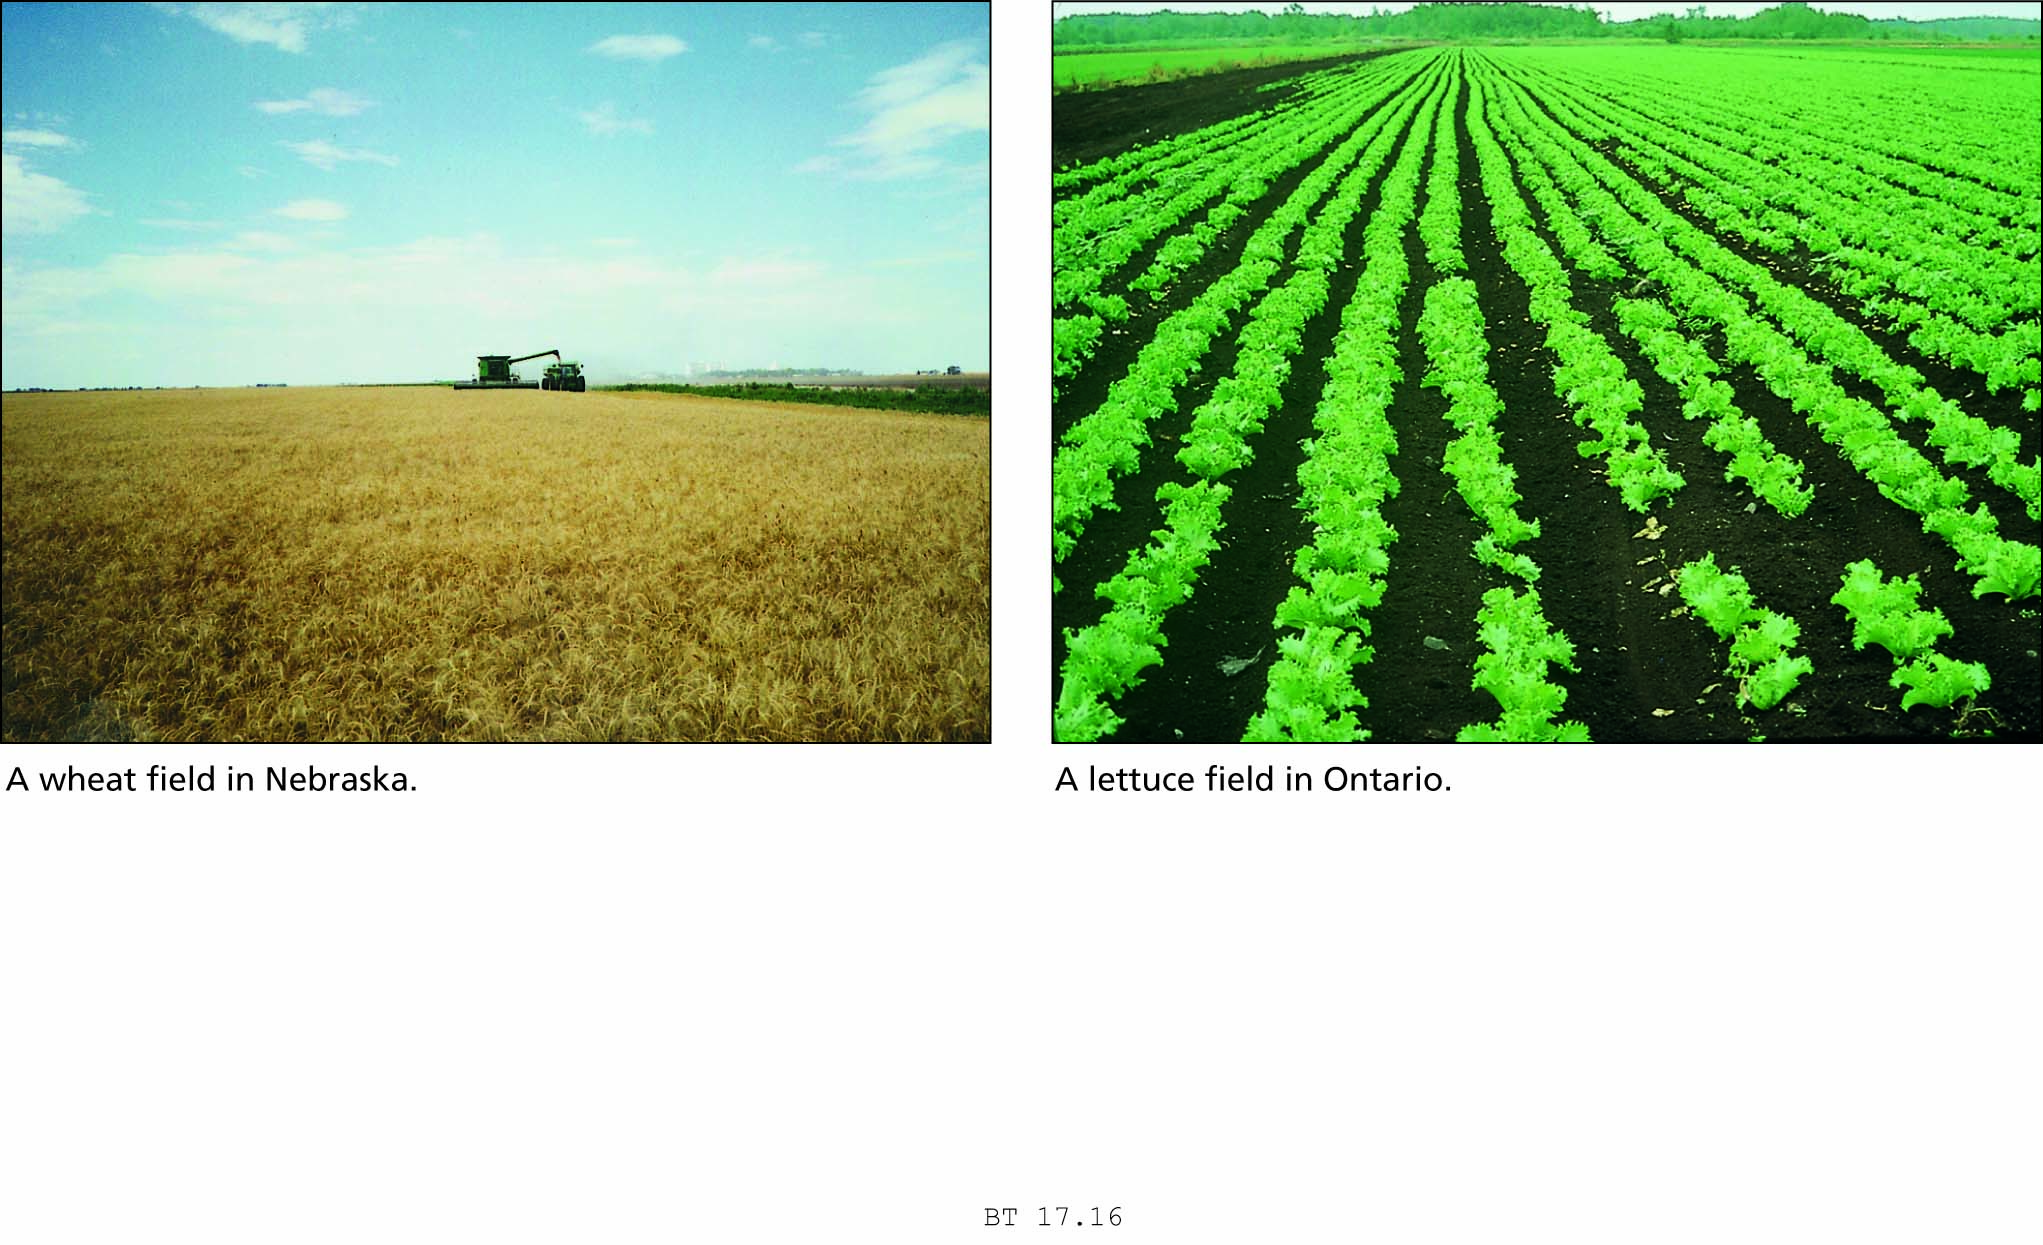 A wheat field in Nebraska.
A lettuce field in Ontario.
BT 17.16